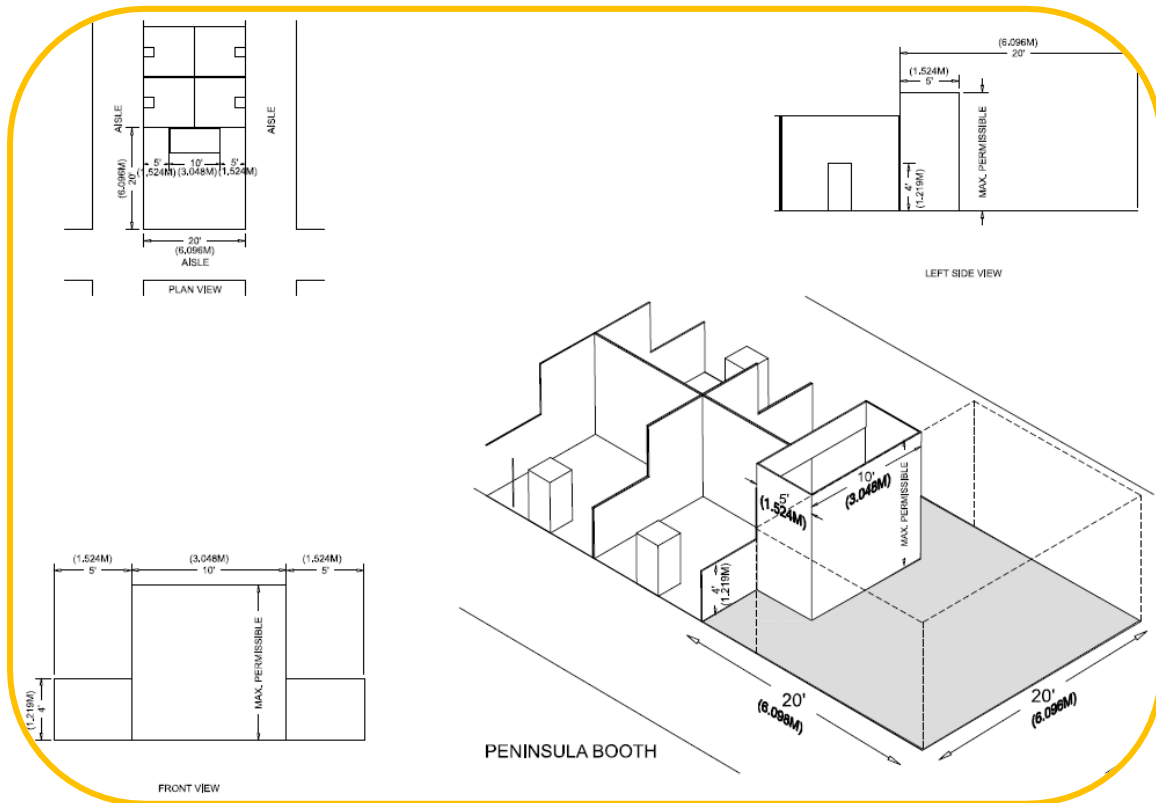 AISLE
AISLE
5'
10'
5'
(1.524M)
(3.048M)
(1.524M)
(6.096M)
20'
20'
(6.096M)
AISLE
PLAN VIEW
(6.096M)
20'
(1.524M)
5'
MAX. PERMISSIBLE
4'
(1.219M)
LEFT SIDE VIEW
5'
(1.524M)
10'
(3.048M)
MAX. PERMISSIBLE
4'
(1.219M)
20'
(6.098M)
20'
(6.096M)
PENINSULA BOOTH
(1.524M)
(3.048M)
(1.524M)
5'
10'
5'
MAX. PERMISSIBLE
(1.219M)
4'
FRONT VIEW